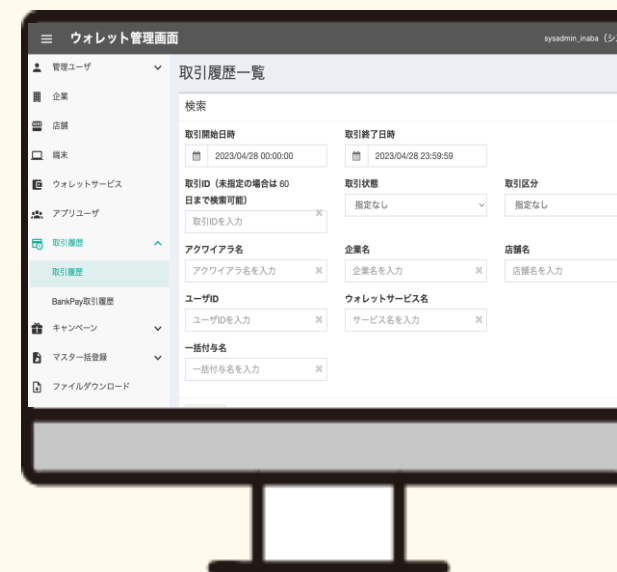 ウォレット管理画面
sysadmin_inaba（シス
管理ユーザ
企業
店舗
端末
ウォレットサービス
アプリユーザ
取引履歴
取引履歴
BankPay取引履歴
キャンペーン
マスタ一括登録
ファイルダウンロード
取引履歴一覧
検索
取引開始日時
取引終了日時
2023/04/28 00:00:00
2023/04/28 23:59:59
取引ID（未指定の場合は 60
日まで検索可能）
取引状態
取引区分
取引IDを入力
指定なし
指定なし
アクワイアラ名
企業名
店舗名
アクワイアラ名を入力
企業名を入力
店舗名を入力
ユーザID
ウォレットサービス名
ユーザIDを入力
サービス名を入力
一括付与名
一括付与名を入力